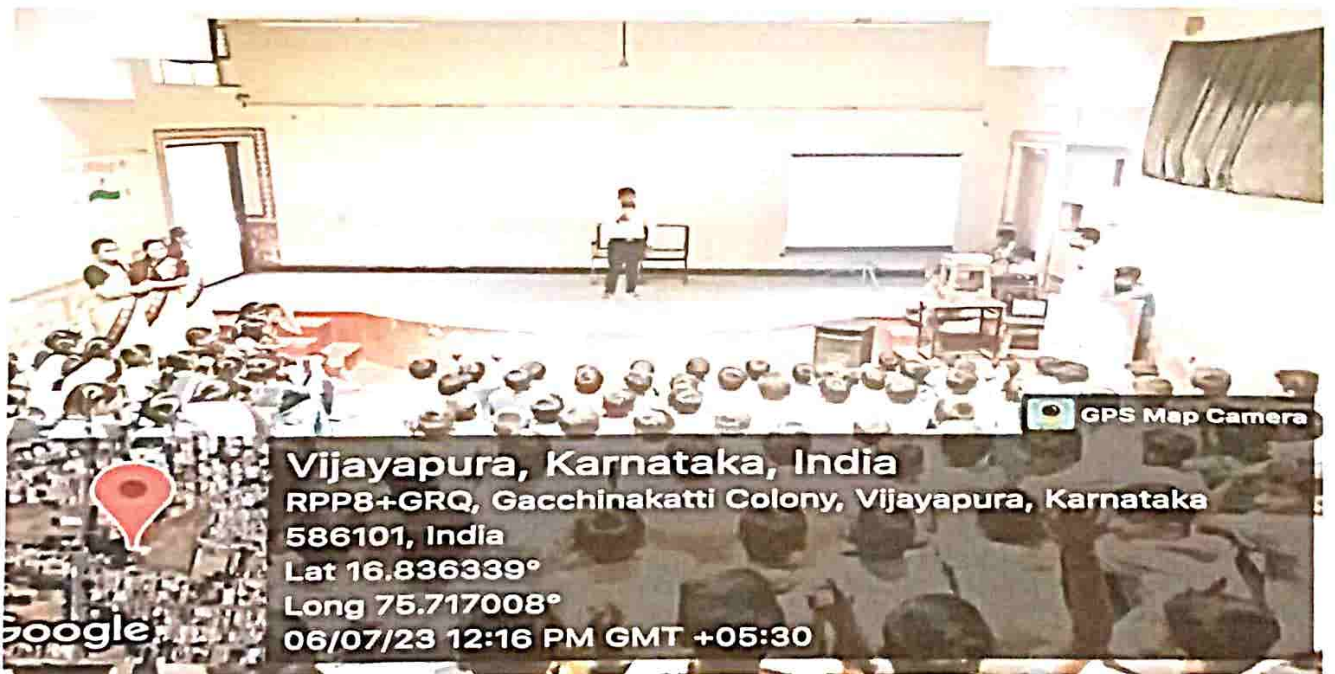 GPS Map Camera
Vijayapura, Karnataka, India
RPP8+GRQ, Gacchinakatti Colony, Vijayapura, Karnataka
586101, India
Lat 16.836339°
Long 75.717008°
06/07/23 12:16 PM GMT +05:30
Google